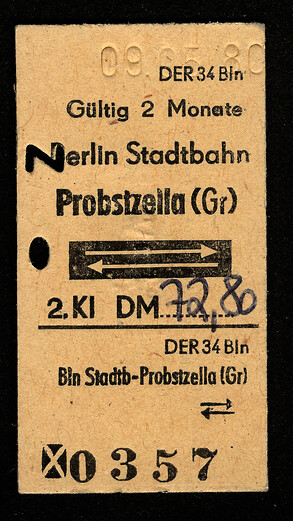 09.05.80
DER 34 Bln
Gültig 2 Monate
Berlin Stadtbahn
Probstzella (Gr)
2. Kl DM 72,80
DER 34 Bln
Bln Stadtb-Probstzella (Gr)
0357